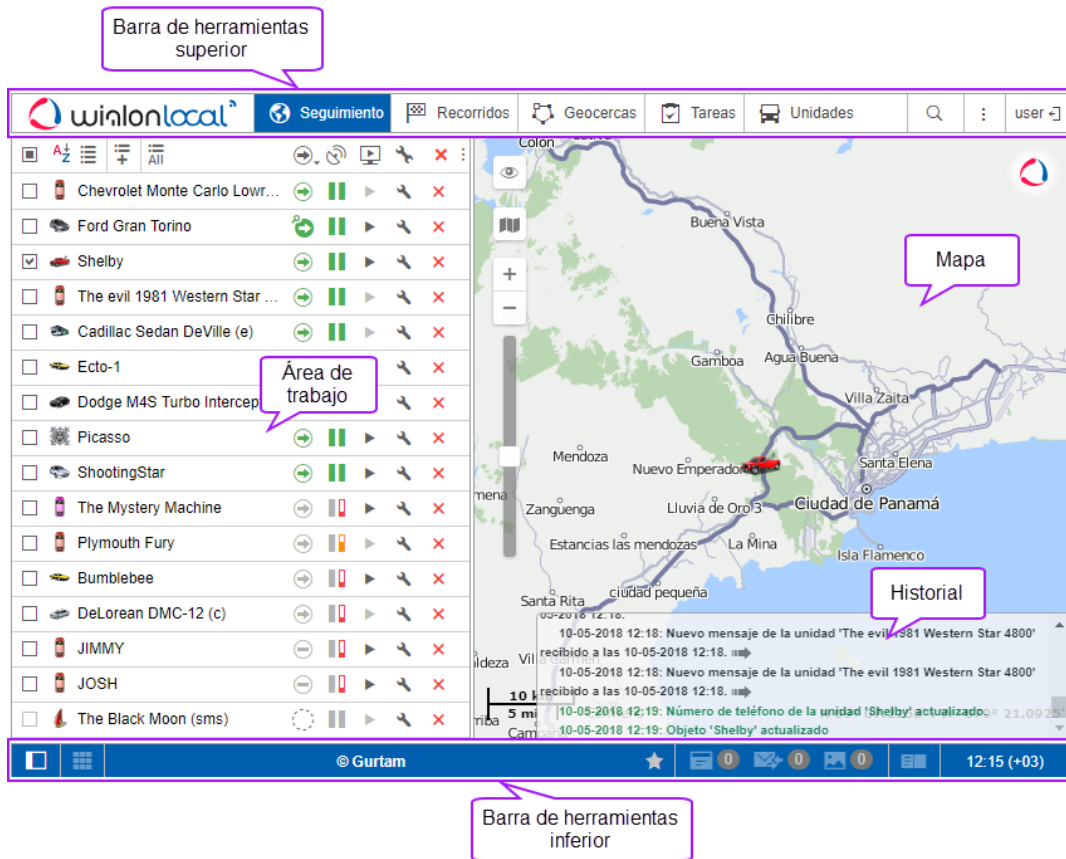 Barra de herramientas
superior
wialon local
Seguimiento
Recorridos
Geocercas
Tareas
Unidades
user
A
Z
All
Chevrolet Monte Carlo Lowr...
Ford Gran Torino
Shelby
The evil 1981 Western Star ...
Cadillac Sedan DeVille (e)
Ecto-1
Dodge M4S Turbo Intercep
Picasso
ShootingStar
The Mystery Machine
Plymouth Fury
Bumblebee
DeLorean DMC-12 (c)
JIMMY
JOSH
The Black Moon (sms)
Área de
trabajo
Colón
Buena Vista
Mapa
Chilibre
Gamboa
Agua Buena
Villa Zaita
Mendoza
Nuevo Emperador
Santa Elena
Zanguenga
Lluvia de Oro 3
Ciudad de Panamá
Estancias las mendozas
La Mina
Isla Flamenco
Santa Rita
ciudad pequeña
Historial
05-2018 12:18.
10-05-2018 12:18: Nuevo mensaje de la unidad 'The evil 1981 Western Star 4800'
recibido a las 10-05-2018 12:18.
10-05-2018 12:18: Nuevo mensaje de la unidad 'The evil 1981 Western Star 4800'
recibido a las 10-05-2018 12:18.
10-05-2018 12:19: Número de teléfono de la unidad 'Shelby' actualizado.
10-05-2018 12:19: Objeto 'Shelby' actualizado
5 mi
© Gurtam
0
0
0
12:15 (+03)
Barra de herramientas
inferior